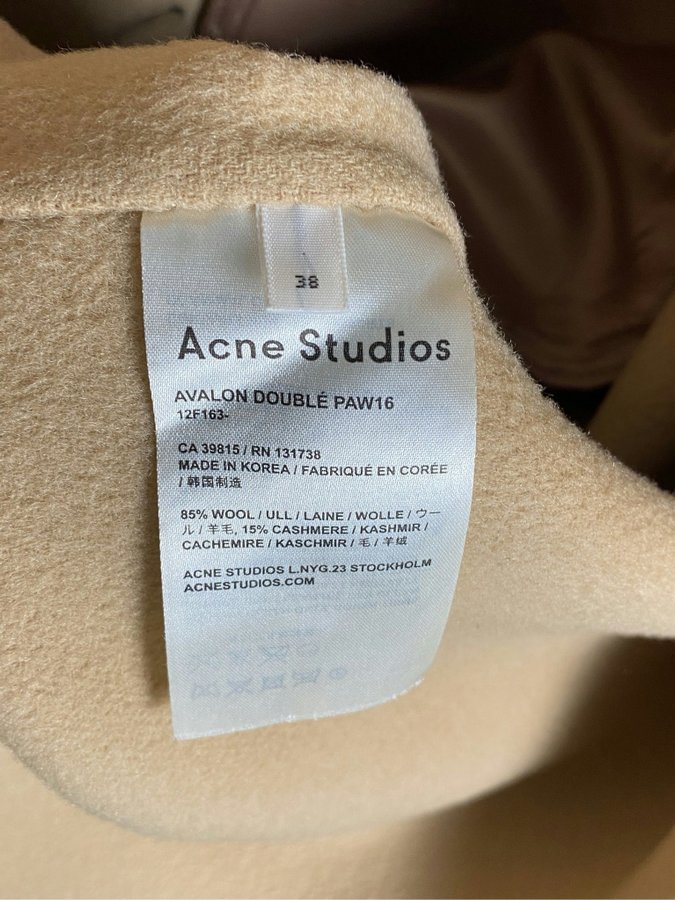 38
Acne Studios
AVALON DOUBLÉ PAW16
12F163-
CA 39815 / RN 131738
MADE IN KOREA / FABRIQUÉ EN CORÉE
/ 韩国制造
85% WOOL / ULL / LAINE / WOLLE / ウー
ル / 羊毛, 15% CASHMERE / KASHMIR /
CACHEMIRE / KASCHMIR / 毛 / 羊绒
ACNE STUDIOS L.NYG.23 STOCKHOLM
ACNESTUDIOS.COM